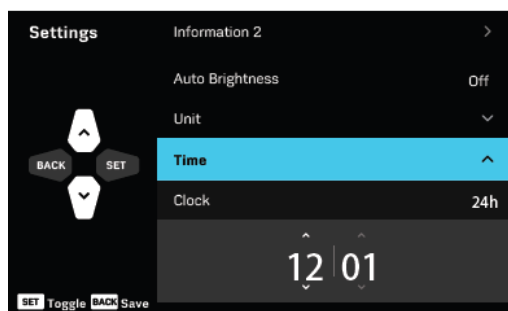 Settings
Information 2
Auto Brightness Off
Unit
BACK SET
Time
Clock 24h
12 01
SET Toggle BACK Save